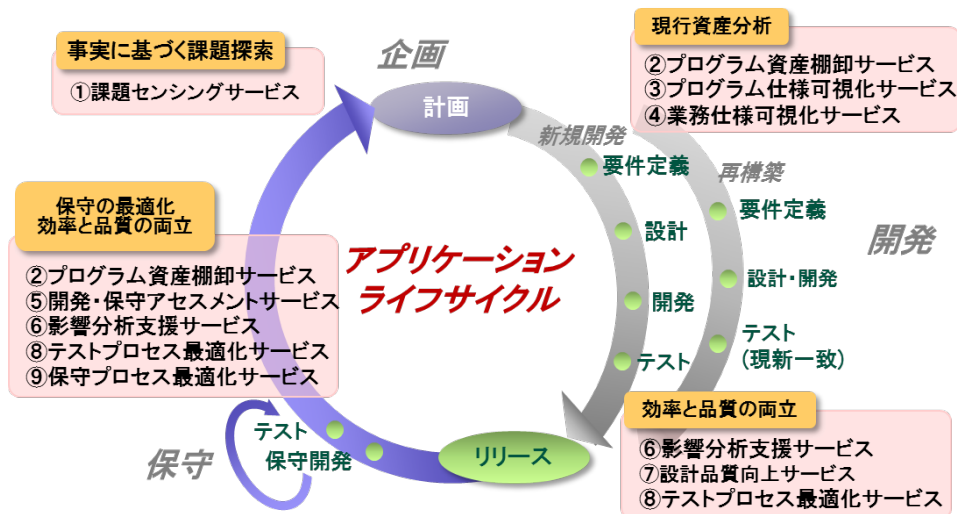 事実に基づく課題探索
①課題センシングサービス
企画
計画
現行資産分析
②プログラム資産棚卸サービス
③プログラム仕様可視化サービス
④業務仕様可視化サービス
新規開発
要件定義
設計
開発
テスト
再構築
要件定義
設計・開発
テスト
(現新一致)
開発
保守の最適化
効率と品質の両立
②プログラム資産棚卸サービス
⑤開発・保守アセスメントサービス
⑥影響分析支援サービス
⑧テストプロセス最適化サービス
⑨保守プロセス最適化サービス
アプリケーション
ライフサイクル
テスト
保守開発
保守
リリース
効率と品質の両立
⑥影響分析支援サービス
⑦設計品質向上サービス
⑧テストプロセス最適化サービス